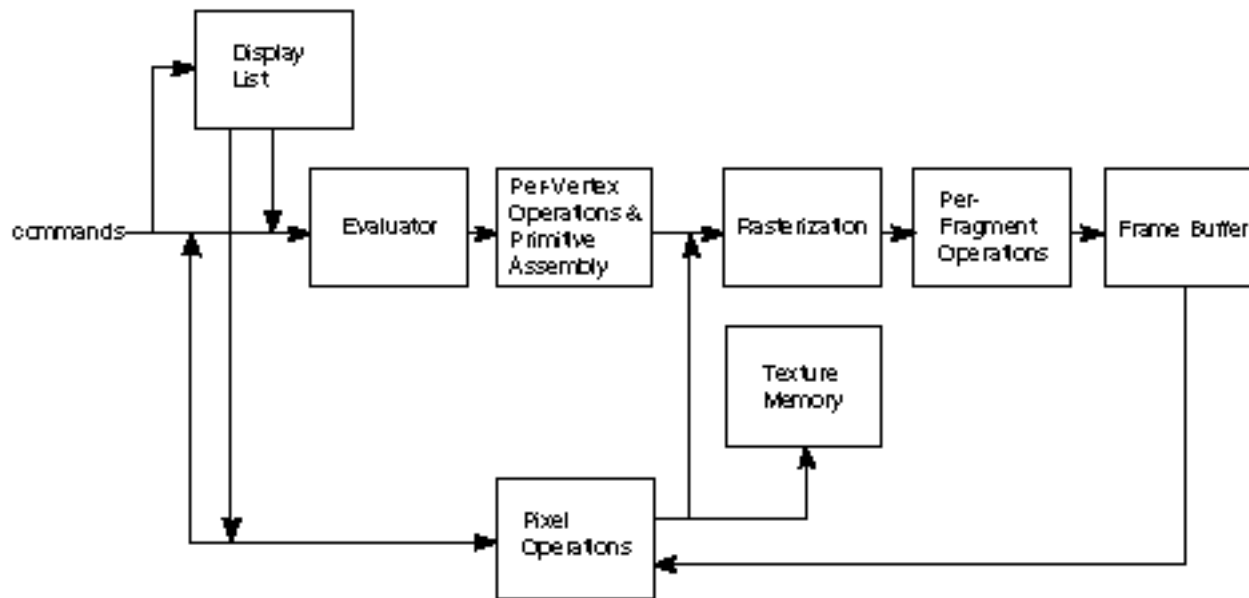 Display
List
commands
Evaluator
Per-Vertex
Operations &
Primitive
Assembly
Rasterization
Per-
Fragment
Operations
Frame Buffer
Texture
Memory
Pixel
Operations